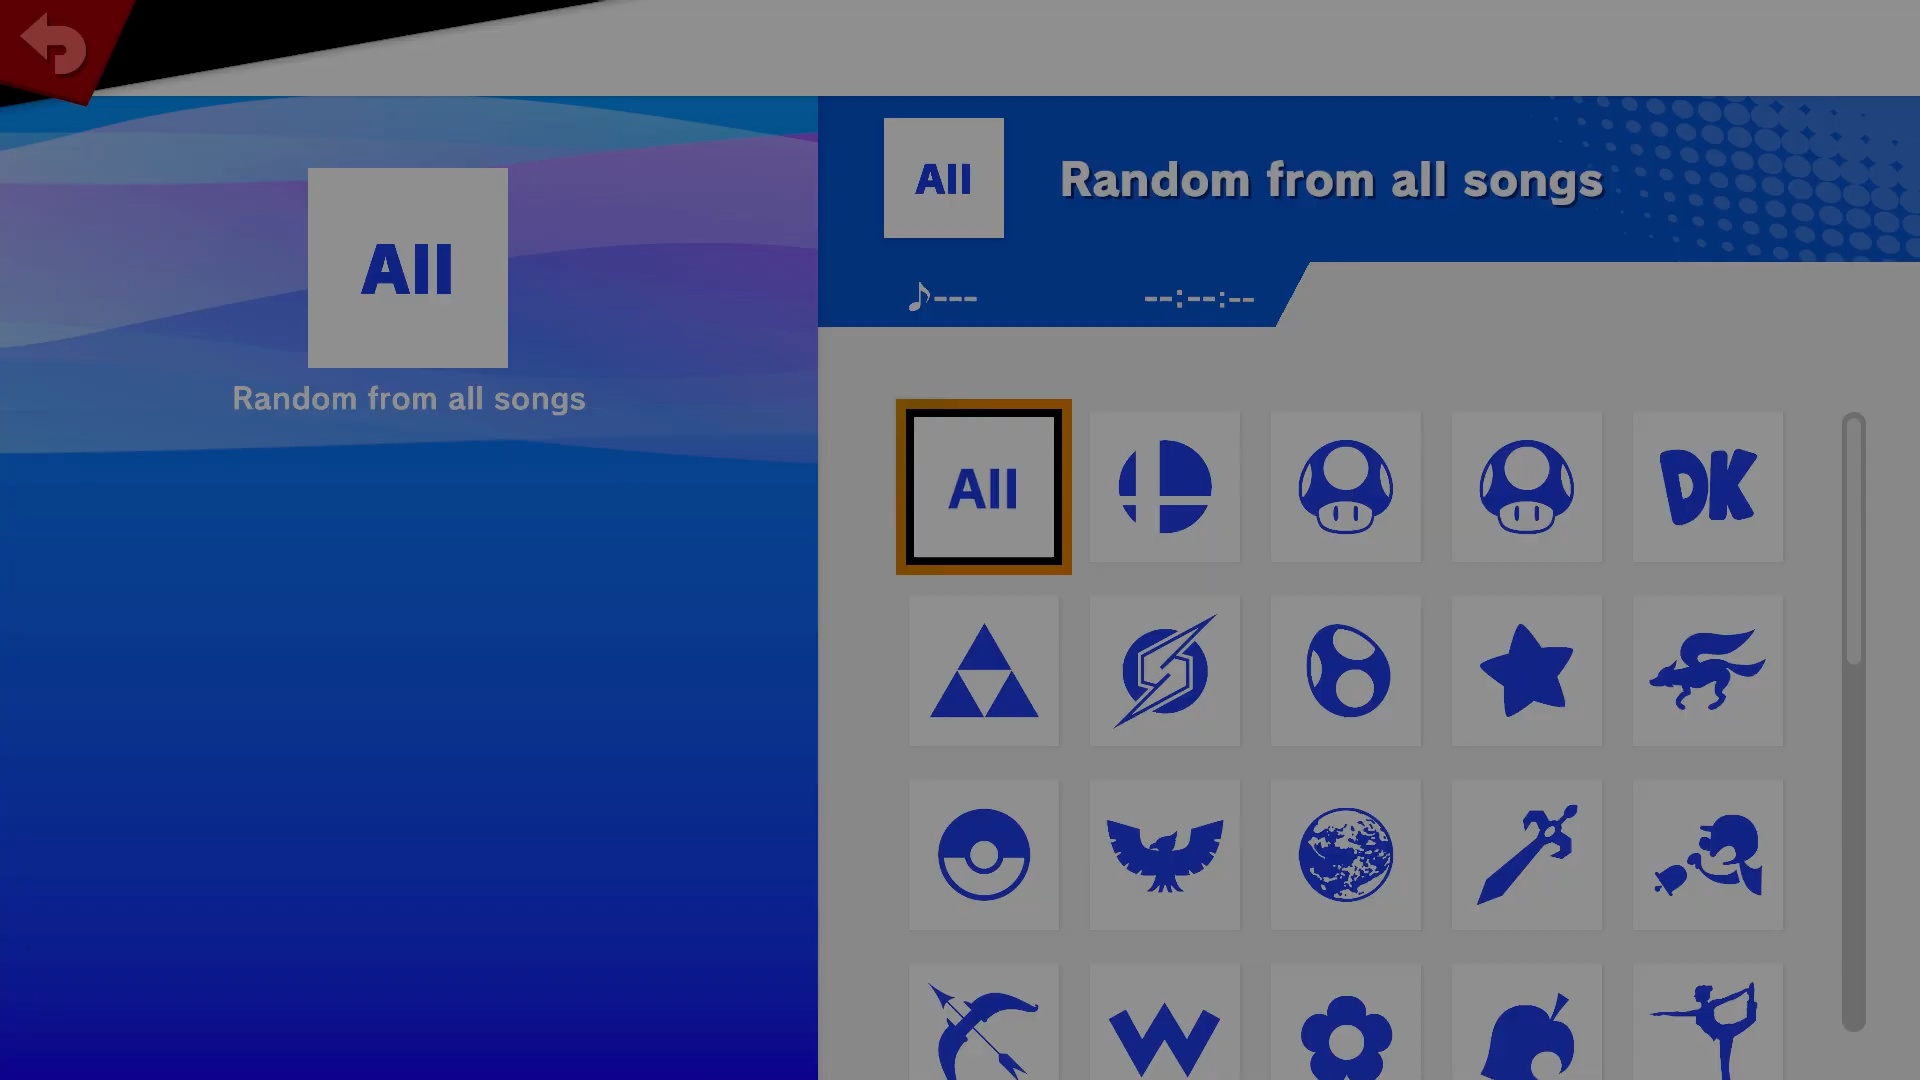 All
Random from all songs
♪---
--:--:--
All
Random from all songs
All
DK